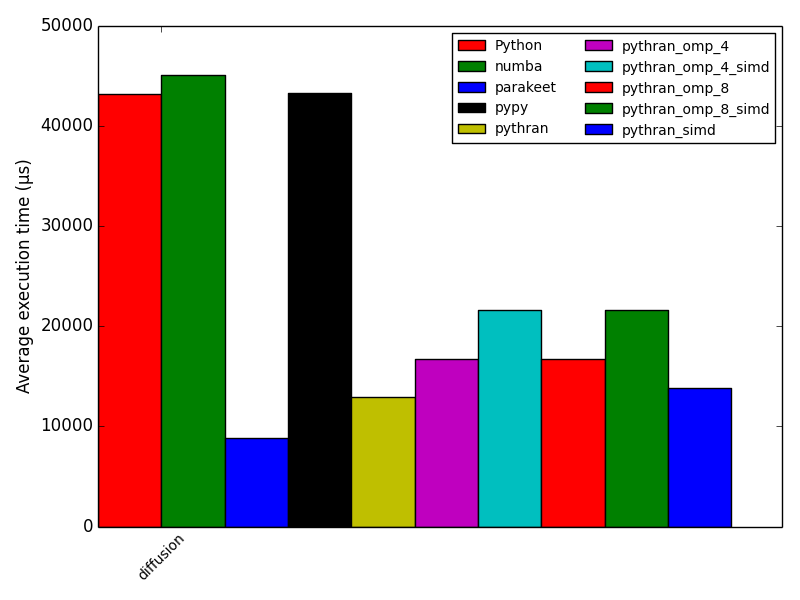 50000
40000
30000
20000
10000
0
Average execution time (µs)
diffusion
Python
numba
parakeet
pypy
pythran
pythran_omp_4
pythran_omp_4_simd
pythran_omp_8
pythran_omp_8_simd
pythran_simd